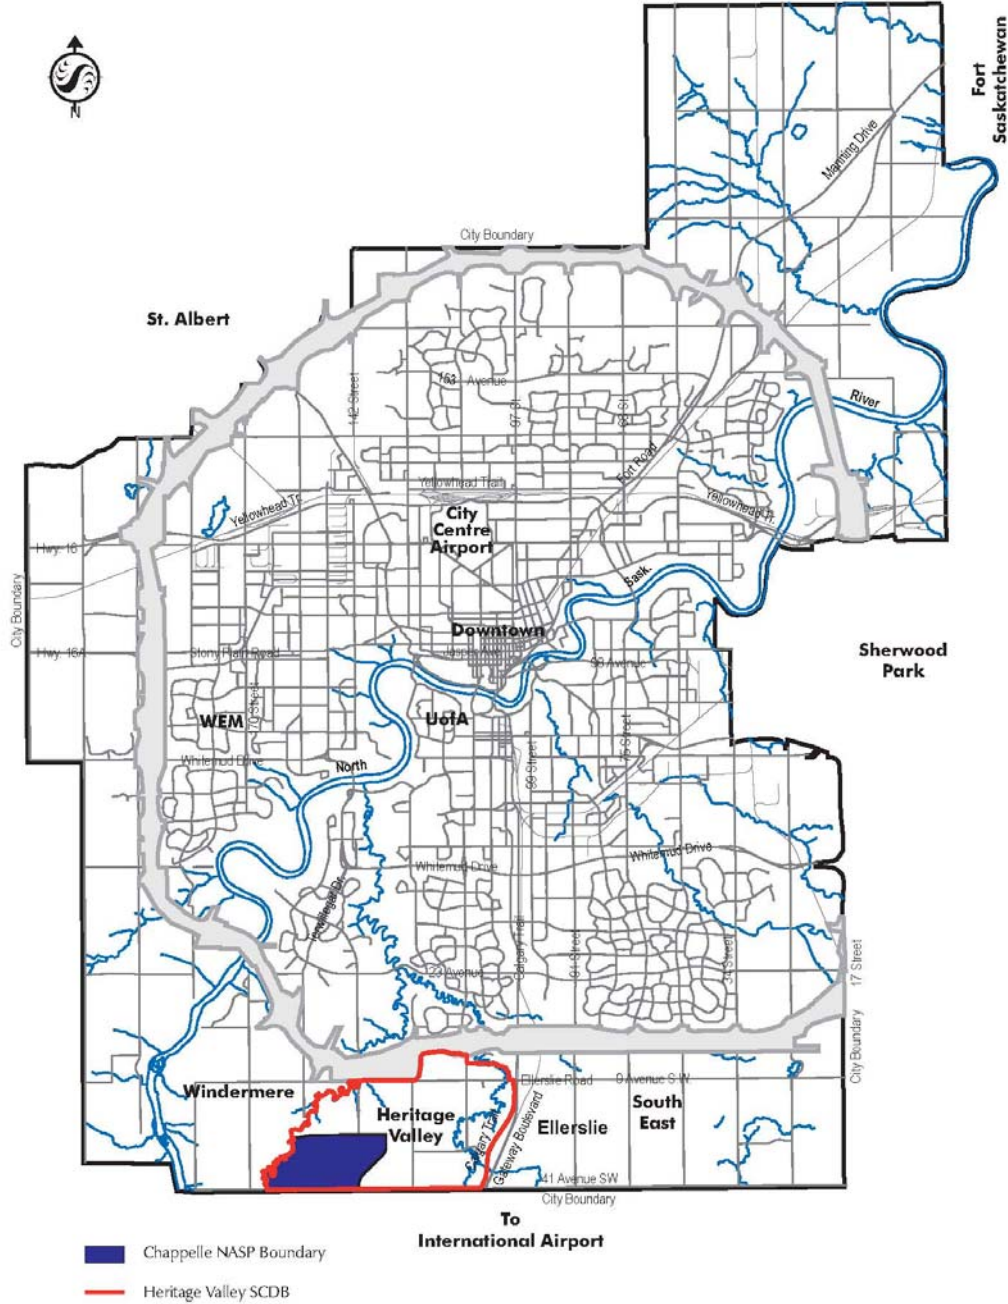 N
Fort
Saskatchewan
Manning Drive
City Boundary
St. Albert
153 Avenue
142 Street
97 St
River
Fort Road
Yellowhead Trail
Yellowhead Tr.
Yellowhead Tr.
City
Centre
Airport
Hwy. 16
City Boundary
Sask.
Downtown
Hwy. 16A
Stony Plain Road
Jasper Ave
98 Avenue
Sherwood
Park
WEM
UofA
170 Street
75 Street
99 Street
Whitemud Drive
North
Whitemud Drive
Whitemud Drive
Terwillegar Dr.
Calgary Trail
91 Street
34 Street
17 Street
23 Avenue
City Boundary
Windermere
Ellerslie Road
9 Avenue S.W.
Heritage
Valley
Calgary Trail
Gateway Boulevard
Ellerslie
South
East
41 Avenue SW
City Boundary
To
International Airport
Chappelle NASP Boundary
Heritage Valley SCDB